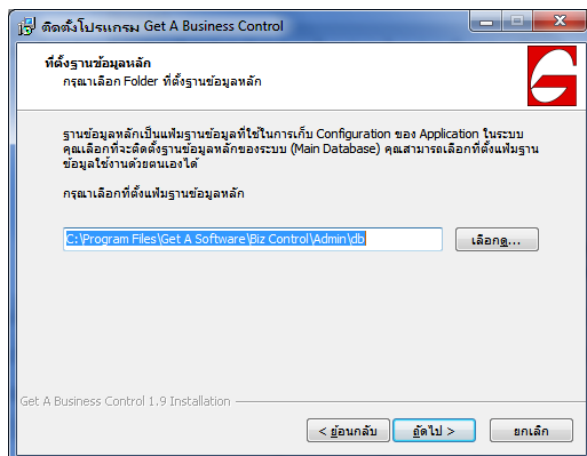 ติดตั้งโปรแกรม Get A Business Control
ที่ตั้งฐานข้อมูลหลัก
กรุณาเลือก Folder ที่ตั้งฐานข้อมูลหลัก
ฐานข้อมูลหลักเป็นแฟ้มฐานข้อมูลที่ใช้ในการเก็บ Configuration ของ Application ในระบบ
คุณเลือกที่จะติดตั้งฐานข้อมูลหลักของระบบ (Main Database) คุณสามารถเลือกที่ตั้งแฟ้มฐาน
ข้อมูลใช้งานด้วยตนเองได้
กรุณาเลือกที่ตั้งแฟ้มฐานข้อมูลหลัก
C:\Program Files\Get A Software\Biz Control\Admin\db
เลือกดู...
Get A Business Control 1.9 Installation
< ย้อนกลับ
ถัดไป >
ยกเลิก